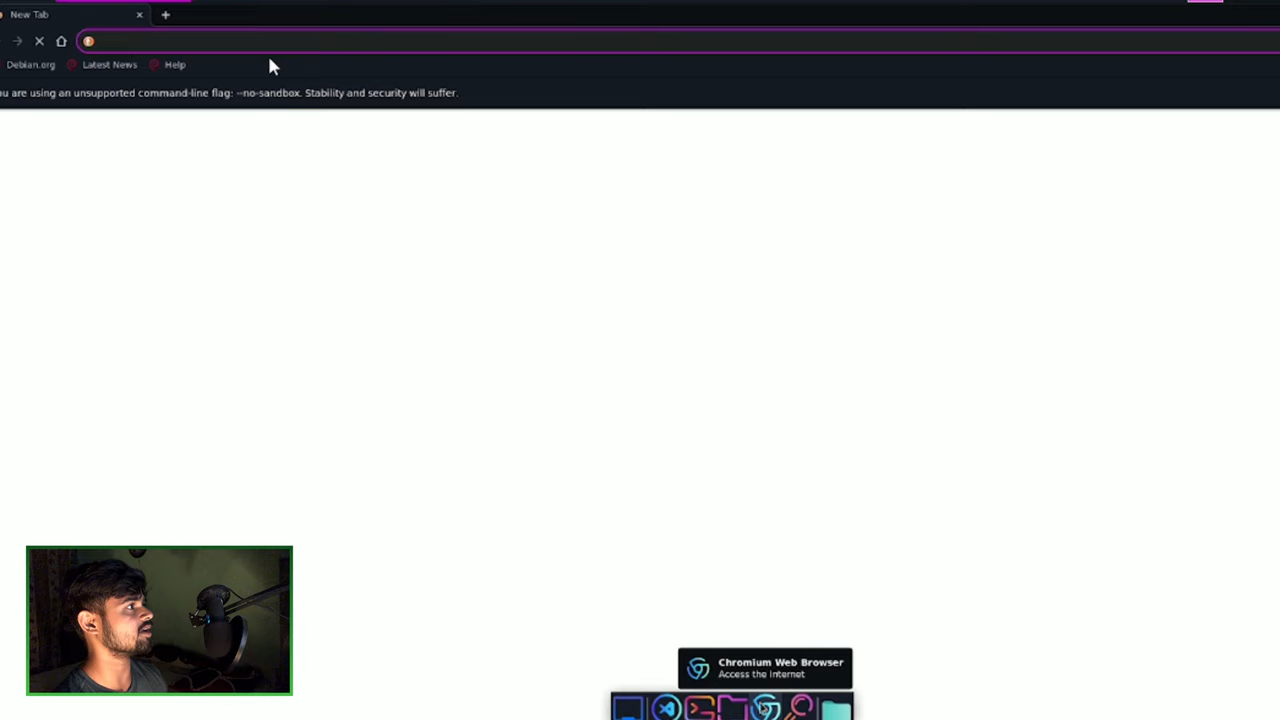 New Tab
Debian.org Latest News Help
ou are using an unsupported command-line flag: --no-sandbox. Stability and security will suffer.
Chromium Web Browser
Access the Internet